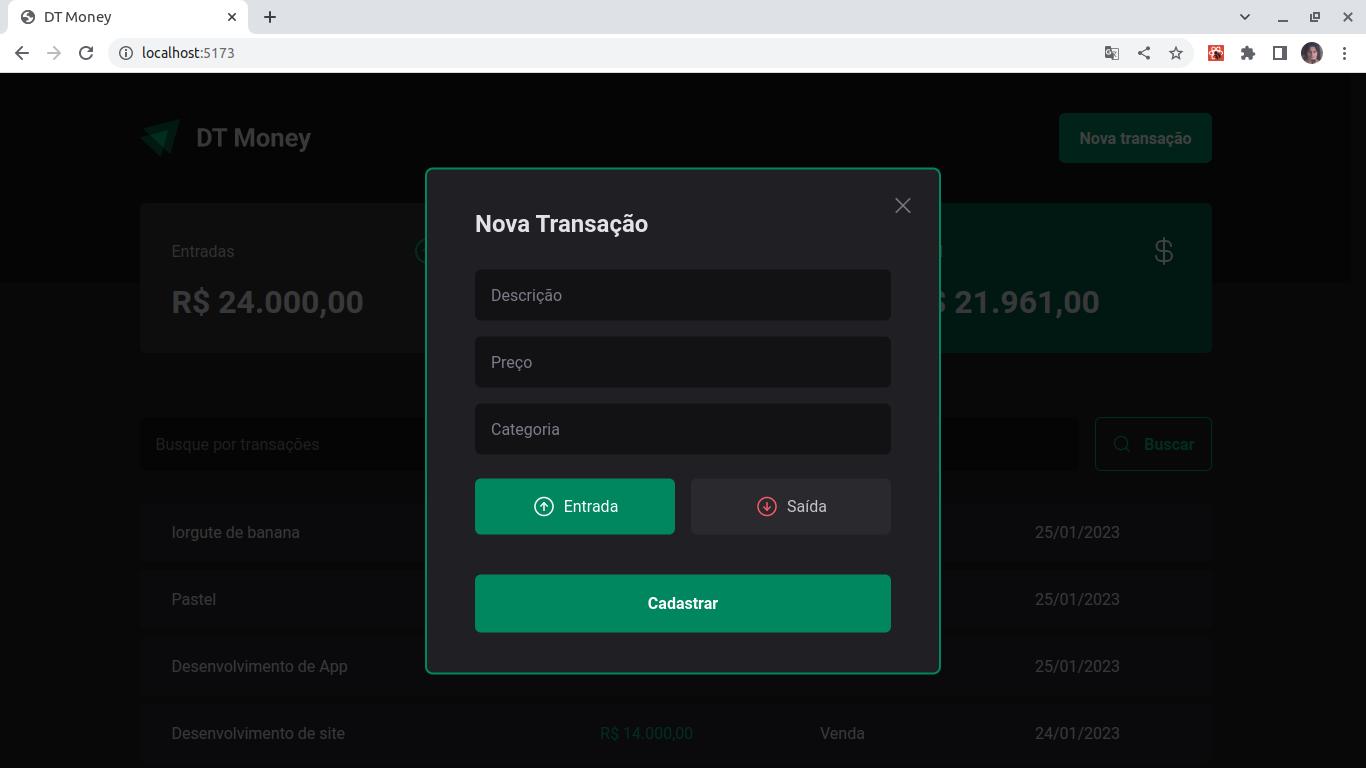 DT Money
localhost:5173
DT Money
Nova transação
Entradas
R$ 24.000,00
21.961,00
Nova Transação
Descrição
Preço
Categoria
Entrada
Saída
Cadastrar
Busque por transações
Buscar
Iorgute de banana
25/01/2023
Pastel
25/01/2023
Desenvolvimento de App
25/01/2023
Desenvolvimento de site
R$ 14.000,00
Venda
24/01/2023